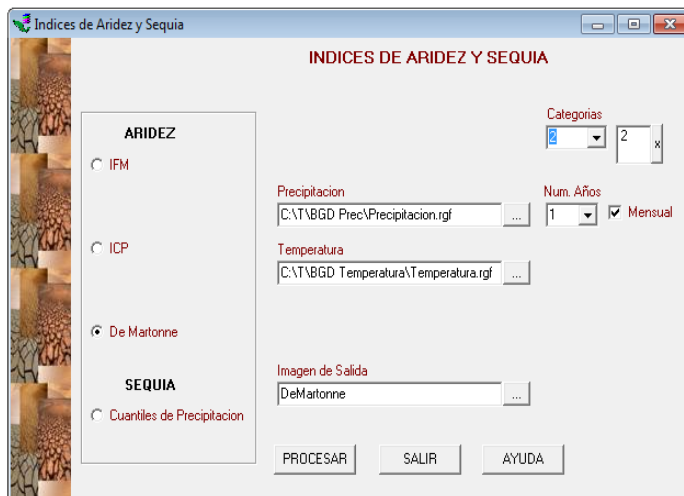 Indices de Aridez y Sequia
INDICES DE ARIDEZ Y SEQUIA
ARIDEZ
IFM
ICP
De Martonne
SEQUIA
Cuantiles de Precipitacion
Categorias
2
2
x
Precipitacion
C:\T\BGD Prec\Precipitacion.rgf
...
Num. Años
1
Mensual
Temperatura
C:\T\BGD Temperatura\Temperatura.rgf
...
Imagen de Salida
DeMartonne
...
PROCESAR
SALIR
AYUDA